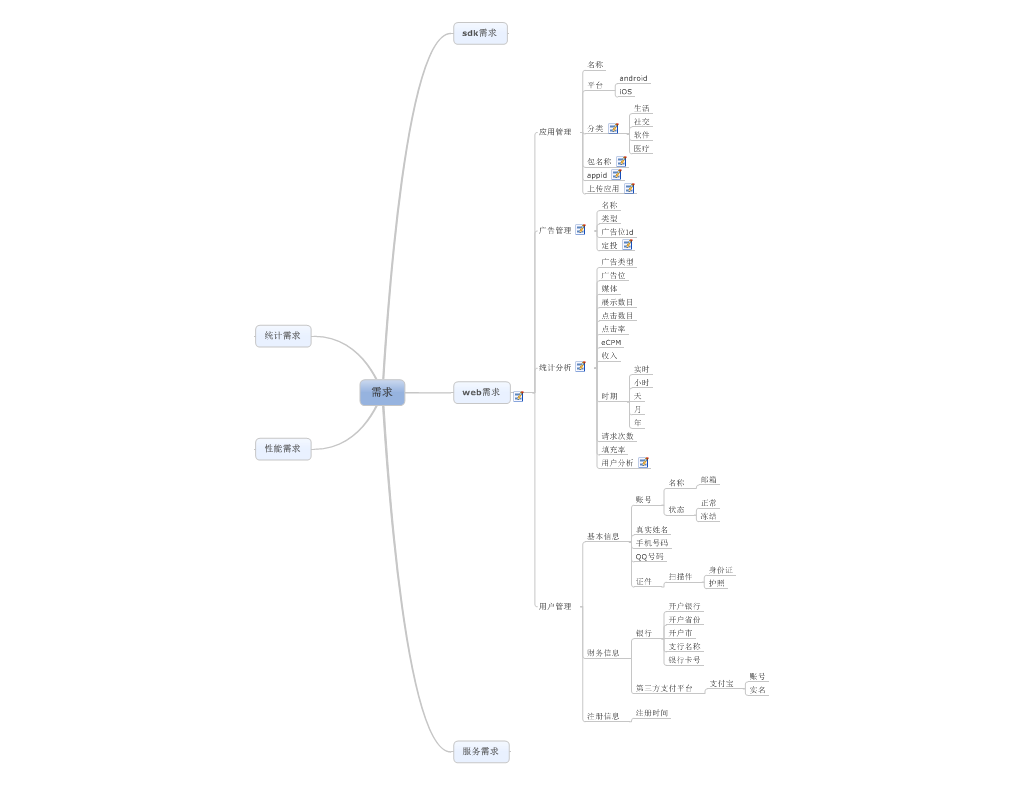 sdk需求
名称
平台
android
iOS
应用管理
分类
生活
社交
软件
医疗
包名称
appid
上传应用
广告管理
名称
类型
广告位Id
定投
统计需求
需求
web需求
统计分析
广告类型
广告位
媒体
展示数目
点击数目
点击率
eCPM
收入
时期
实时
小时
天
月
年
请求次数
填充率
用户分析
性能需求
用户管理
基本信息
账号
名称
邮箱
状态
正常
冻结
真实姓名
手机号码
QQ号码
证件
扫描件
身份证
护照
财务信息
银行
开户银行
开户省份
开户市
支行名称
银行卡号
第三方支付平台
支付宝
账号
实名
注册信息
注册时间
服务需求